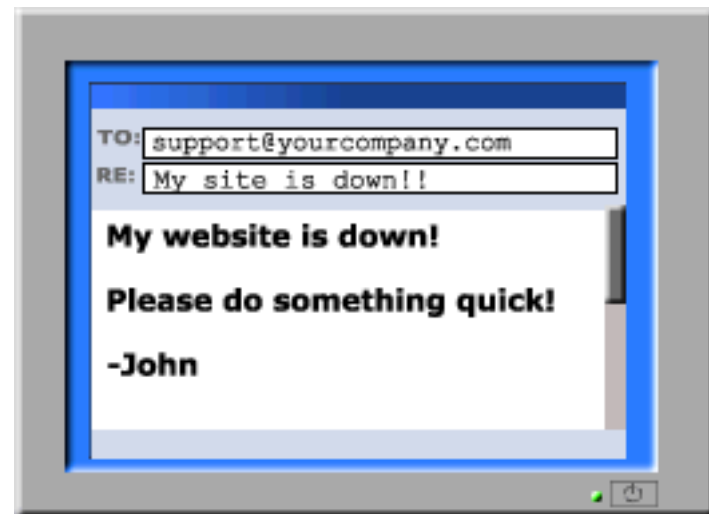 TO: support@yourcompany.com
RE: My site is down!!
My website is down!
Please do something quick!
-John